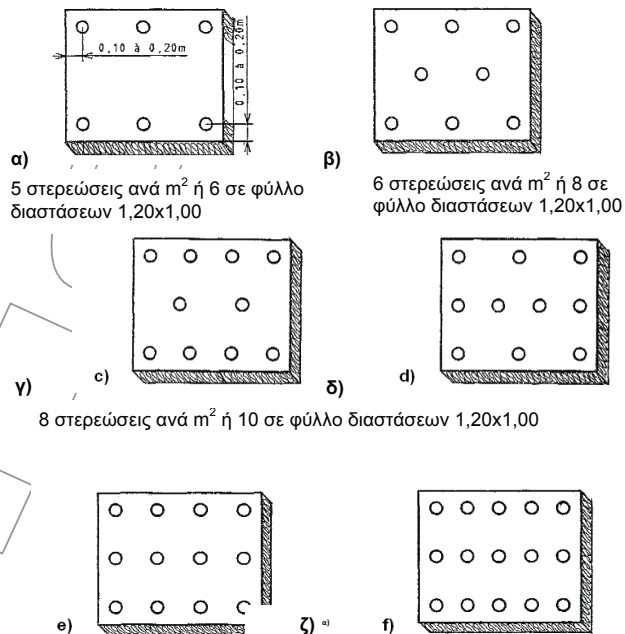 0,10 à 0,20m
0,10 à 0,20m
α)
β)
5 στερεώσεις ανά m² ή 6 σε φύλλο
διαστάσεων 1,20x1,00
6 στερεώσεις ανά m² ή 8 σε
φύλλο διαστάσεων 1,20x1,00
γ)
c)
δ)
d)
8 στερεώσεις ανά m² ή 10 σε φύλλο διαστάσεων 1,20x1,00
e)
ζ)
α)
f)